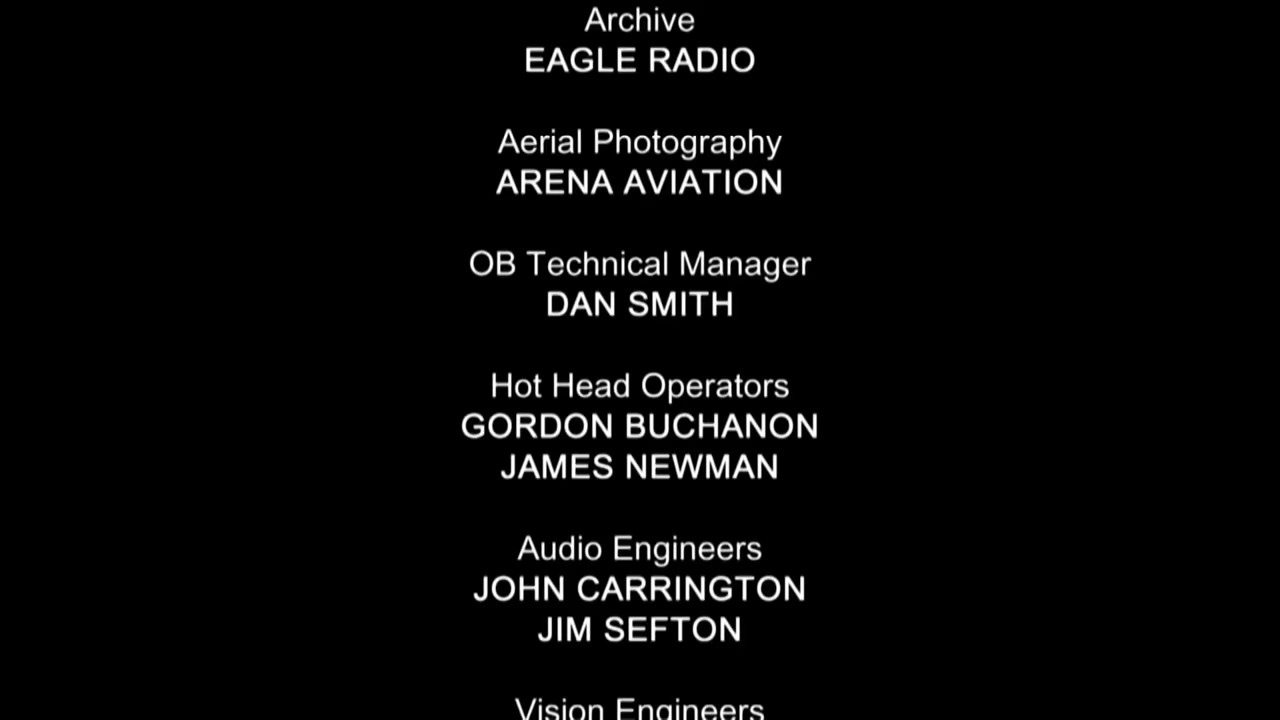 Archive
EAGLE RADIO
Aerial Photography
ARENA AVIATION
OB Technical Manager
DAN SMITH
Hot Head Operators
GORDON BUCHANON
JAMES NEWMAN
Audio Engineers
JOHN CARRINGTON
JIM SEFTON
Vision Engineers